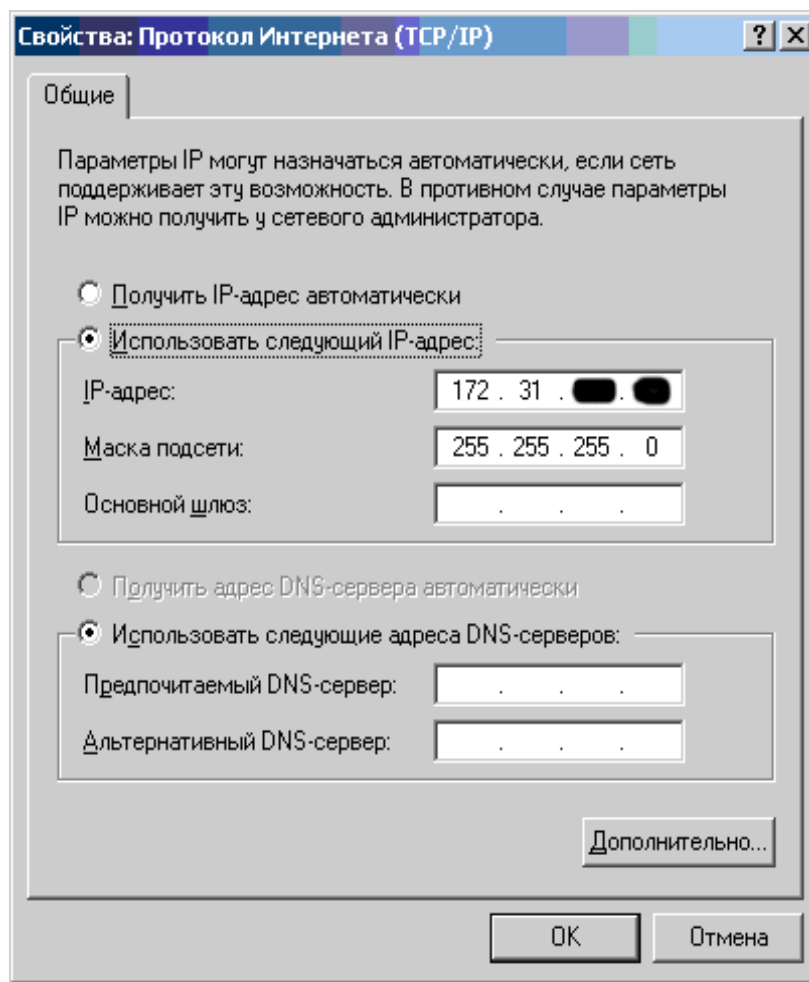 Свойства: Протокол Интернета (TCP/IP)
Общие
Параметры IP могут назначаться автоматически, если сеть
поддерживает эту возможность. В противном случае параметры
IP можно получить у сетевого администратора.
Получить IP-адрес автоматически
Использовать следующий IP-адрес:
IP-адрес: 172 . 31 . .
Маска подсети: 255 . 255 . 255 . 0
Основной шлюз: . . .
Получить адрес DNS-сервера автоматически
Использовать следующие адреса DNS-серверов:
Предпочитаемый DNS-сервер: . . .
Альтернативный DNS-сервер: . . .
Дополнительно...
OK Отмена